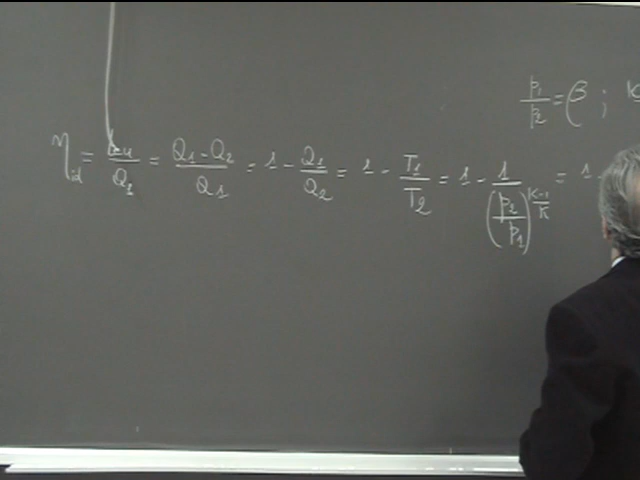 p₁/p₂ = β ; K
η_id = L_u/Q₁ = (Q₁ - Q₂)/Q₁ = 1 - Q₁/Q₂ = 1 - T₁/T₂ = 1 - 1/(p₂/p₁)^((K-1)/K) = 1 -